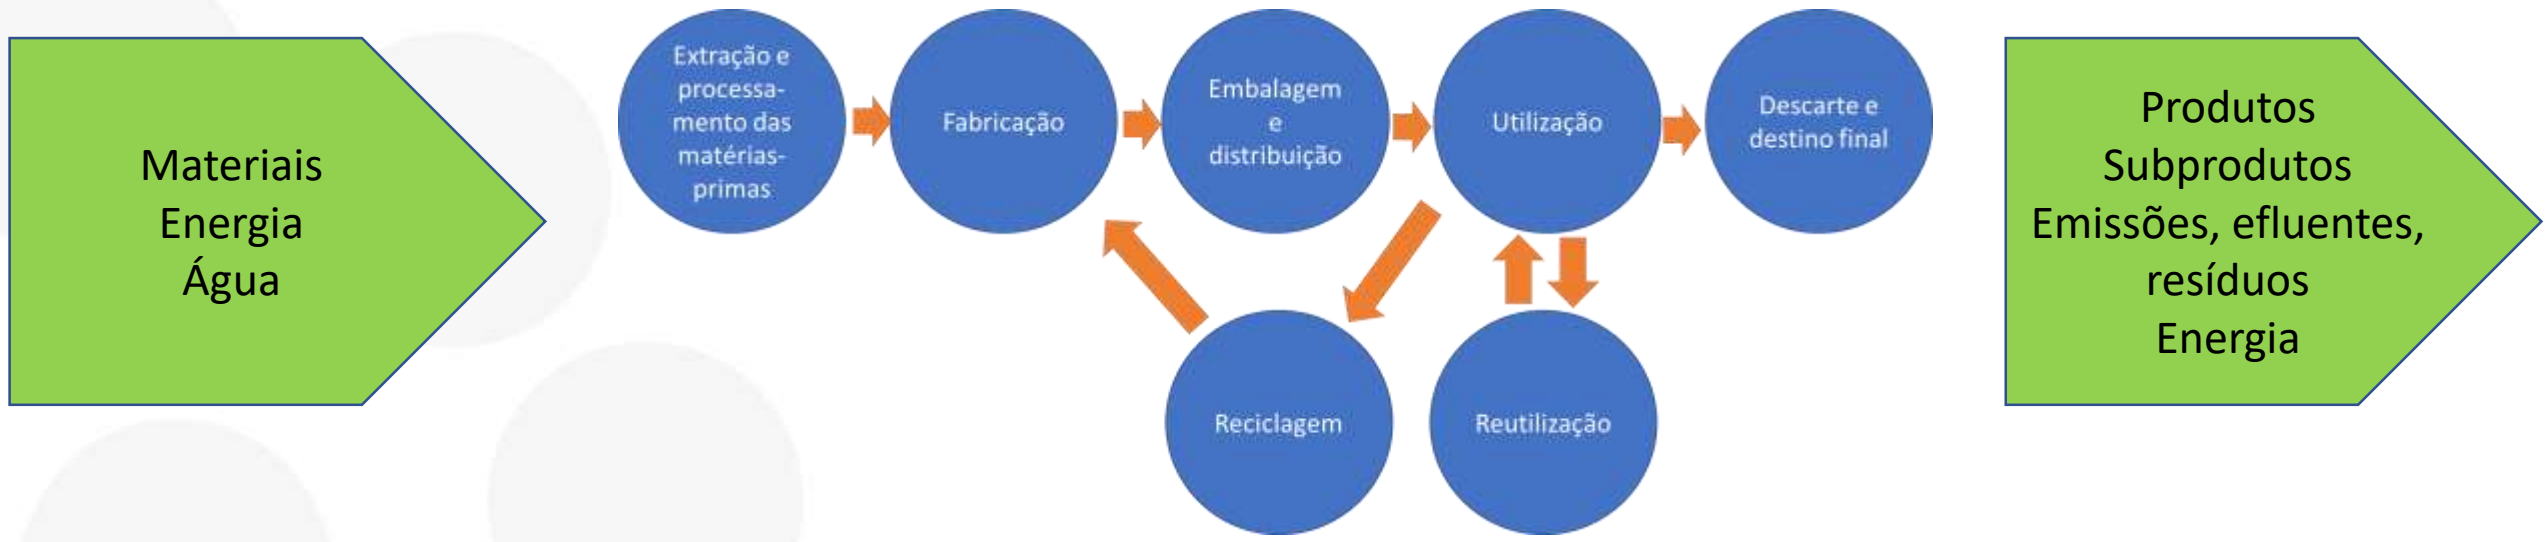 Materiais
Energia
Água
Extração e
processa-
mento das
matérias-
primas
Fabricação
Embalagem
e
distribuição
Utilização
Descarte e
destino final
Reciclagem
Reutilização
Produtos
Subprodutos
Emissões, efluentes,
resíduos
Energia